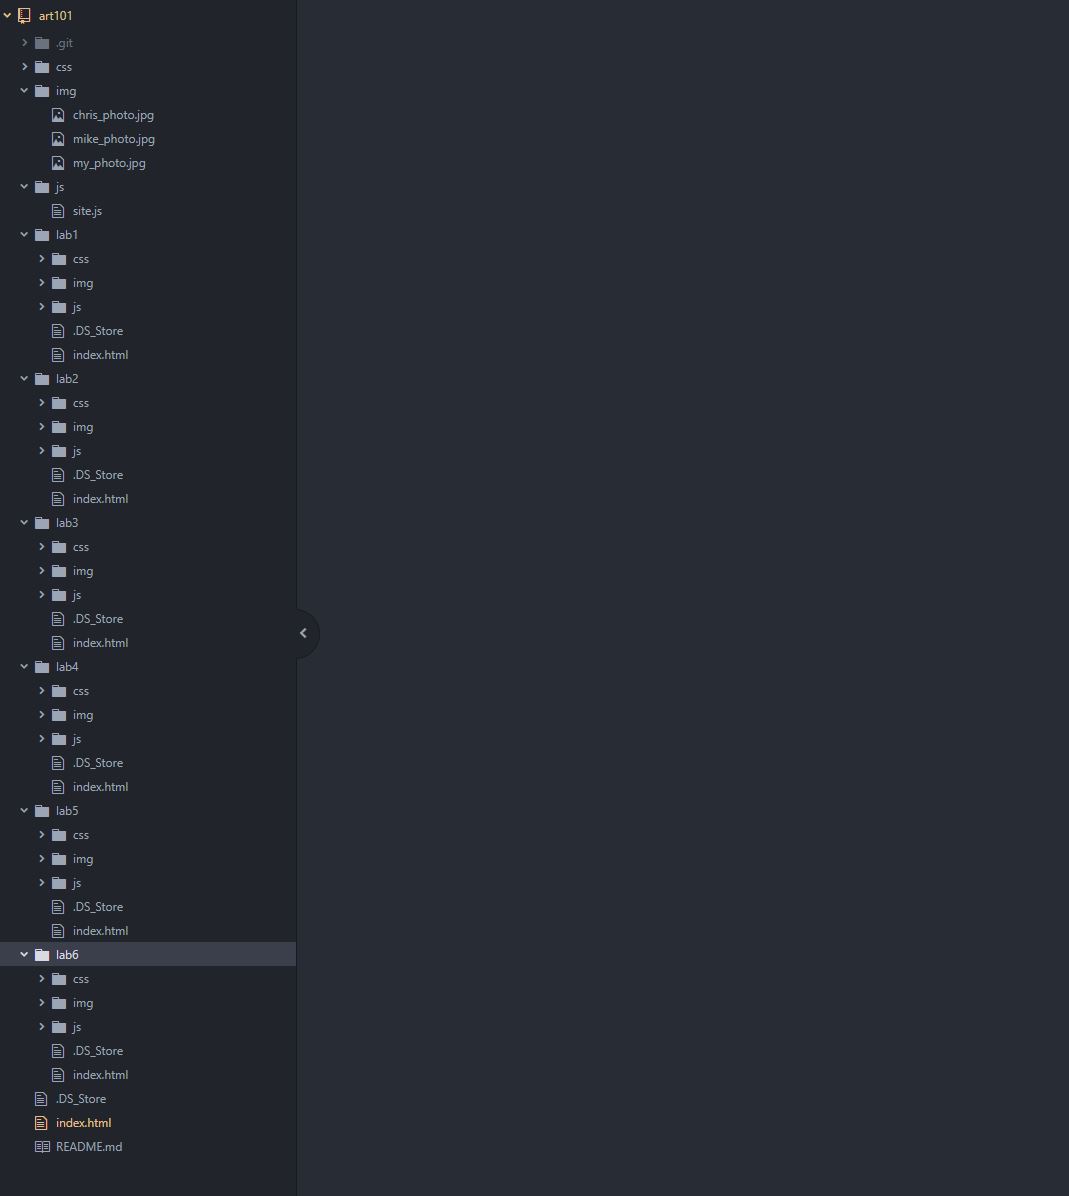 art101
.git
css
img
chris_photo.jpg
mike_photo.jpg
my_photo.jpg
js
site.js
lab1
css
img
js
.DS_Store
index.html
lab2
css
img
js
.DS_Store
index.html
lab3
css
img
js
.DS_Store
index.html
lab4
css
img
js
.DS_Store
index.html
lab5
css
img
js
.DS_Store
index.html
lab6
css
img
js
.DS_Store
index.html
.DS_Store
index.html
README.md